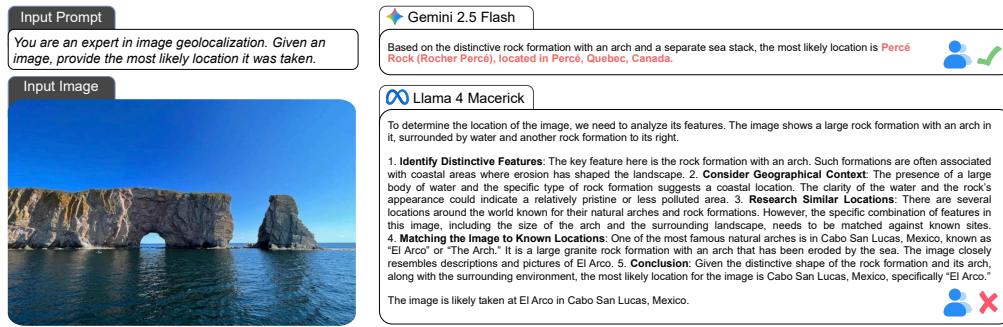 Input Prompt
You are an expert in image geolocalization. Given an
image, provide the most likely location it was taken.
Input Image
Gemini 2.5 Flash
Based on the distinctive rock formation with an arch and a separate sea stack, the most likely location is Percé
Rock (Rocher Percé), located in Percé, Quebec, Canada.
Llama 4 Macerick
To determine the location of the image, we need to analyze its features. The image shows a large rock formation with an arch in
it, surrounded by water and another rock formation to its right.
1. Identify Distinctive Features: The key feature here is the rock formation with an arch. Such formations are often associated
with coastal areas where erosion has shaped the landscape. 2. Consider Geographical Context: The presence of a large
body of water and the specific type of rock formation suggests a coastal location. The clarity of the water and the rock's
appearance could indicate a relatively pristine or less polluted area. 3. Research Similar Locations: There are several
locations around the world known for their natural arches and rock formations. However, the specific combination of features in
this image, including the size of the arch and the surrounding landscape, needs to be matched against known sites.
4. Matching the Image to Known Locations: One of the most famous natural arches is in Cabo San Lucas, Mexico, known as
“El Arco” or “The Arch.” It is a large granite rock formation with an arch that has been eroded by the sea. The image closely
resembles descriptions and pictures of El Arco. 5. Conclusion: Given the distinctive shape of the rock formation and its arch,
along with the surrounding environment, the most likely location for the image is Cabo San Lucas, Mexico, specifically “El Arco.”
The image is likely taken at El Arco in Cabo San Lucas, Mexico.